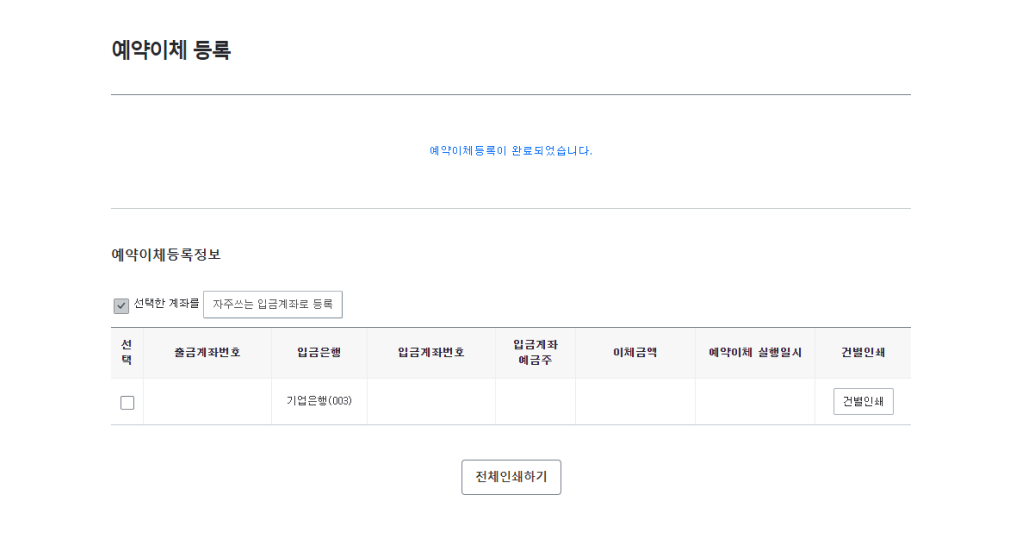 예약이체 등록
예약이체등록이 완료되었습니다.
예약이체등록정보
선택한 계좌를 자주쓰는 입금계좌로 등록
선택 출금계좌번호 입금은행 입금계좌번호 입금계좌 예금주 이체금액 예약이체 실행일시 건별인쇄
기업은행(003) 건별인쇄
전체인쇄하기